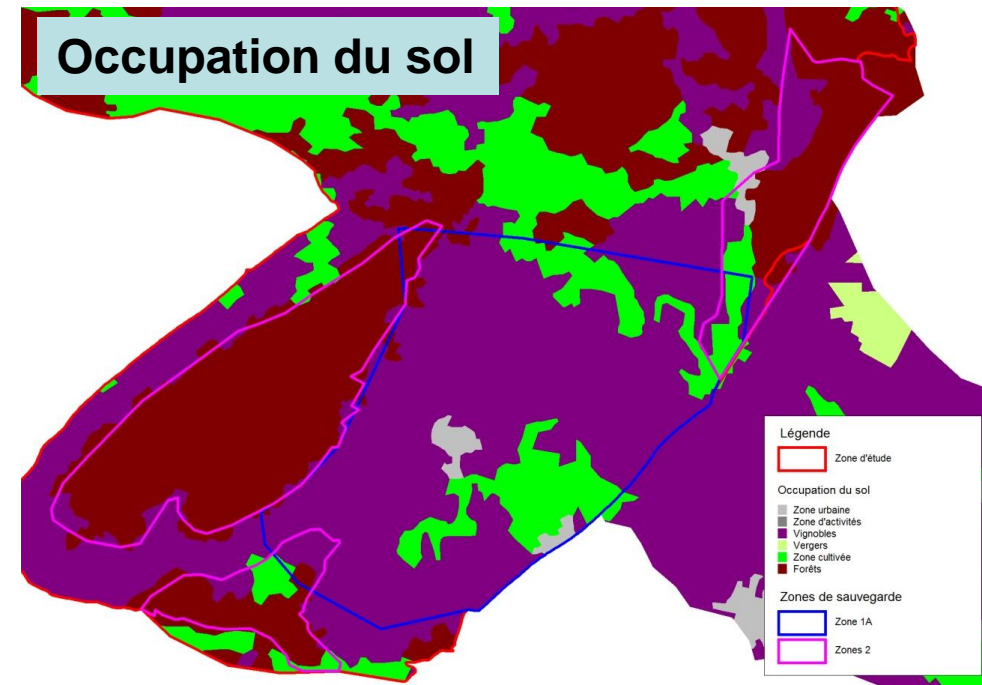 Occupation du sol
Légende
Zone d'étude
Occupation du sol
Zone urbaine
Zone d'activités
Vignobles
Vergers
Zone cultivée
Forêts
Zones de sauvegarde
Zone 1A
Zones 2